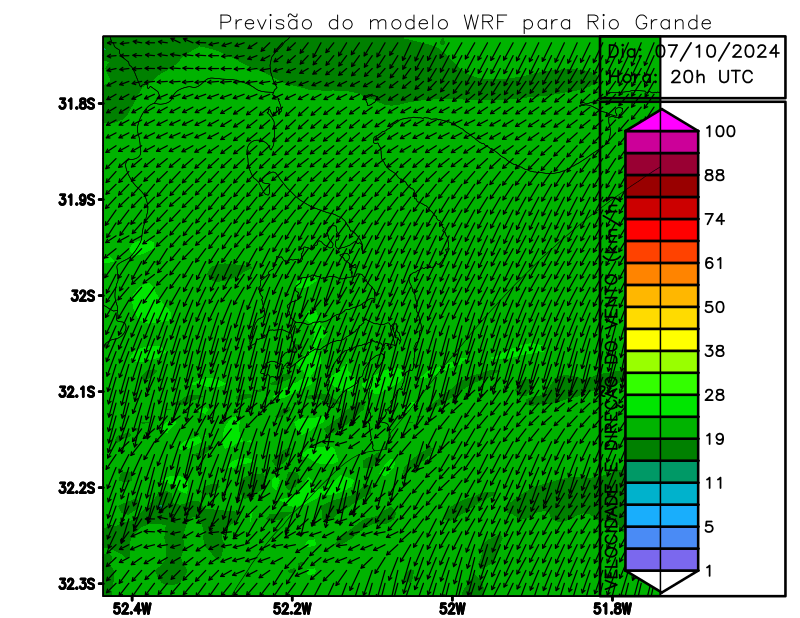 Previsão do modelo WRF para Rio Grande
Dia: 07/10/2024
Hora: 20h UTC
VELOCIDADE E DIREÇÃO DO VENTO (km/h)
100
88
74
61
50
38
28
19
11
5
1
31.8S
31.9S
32S
32.1S
32.2S
32.3S
52.4W 52.2W 52W 51.8W